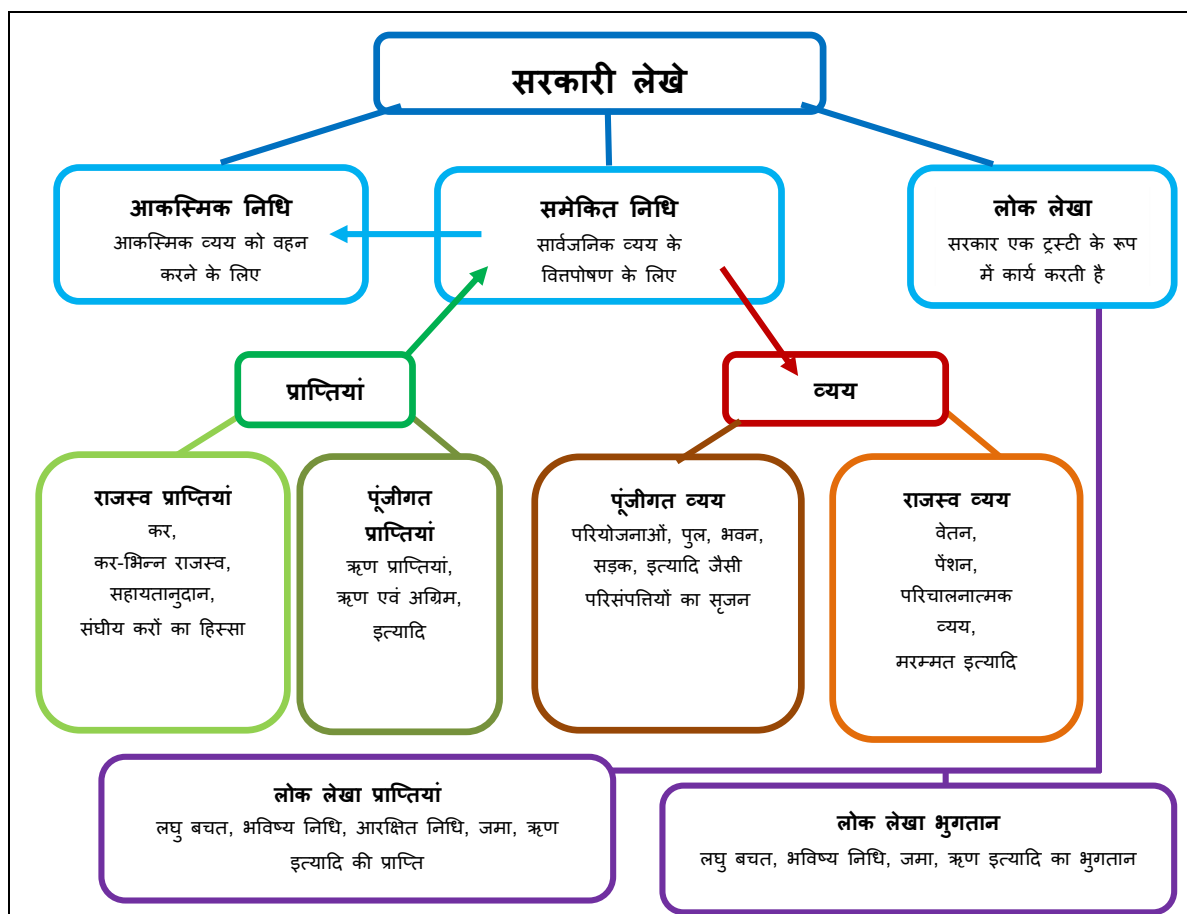 सरकारी लेखे
आकस्मिक निधि
आकस्मिक व्यय को वहन
करने के लिए
समेकित निधि
सार्वजनिक व्यय के
वित्तपोषण के लिए
लोक लेखा
सरकार एक ट्रस्टी के रूप
में कार्य करती है
प्राप्तियां
व्यय
राजस्व प्राप्तियां
कर,
कर-भिन्न राजस्व,
सहायतानुदान,
संघीय करों का हिस्सा
पूंजीगत
प्राप्तियां
ऋण प्राप्तियां,
ऋण एवं अग्रिम,
इत्यादि
पूंजीगत व्यय
परियोजनाओं, पुल, भवन,
सड़क, इत्यादि जैसी
परिसंपत्तियों का सृजन
राजस्व व्यय
वेतन,
पेंशन,
परिचालनात्मक
व्यय,
मरम्मत इत्यादि
लोक लेखा प्राप्तियां
लघु बचत, भविष्य निधि, आरक्षित निधि, जमा, ऋण
इत्यादि की प्राप्ति
लोक लेखा भुगतान
लघु बचत, भविष्य निधि, जमा, ऋण इत्यादि का भुगतान